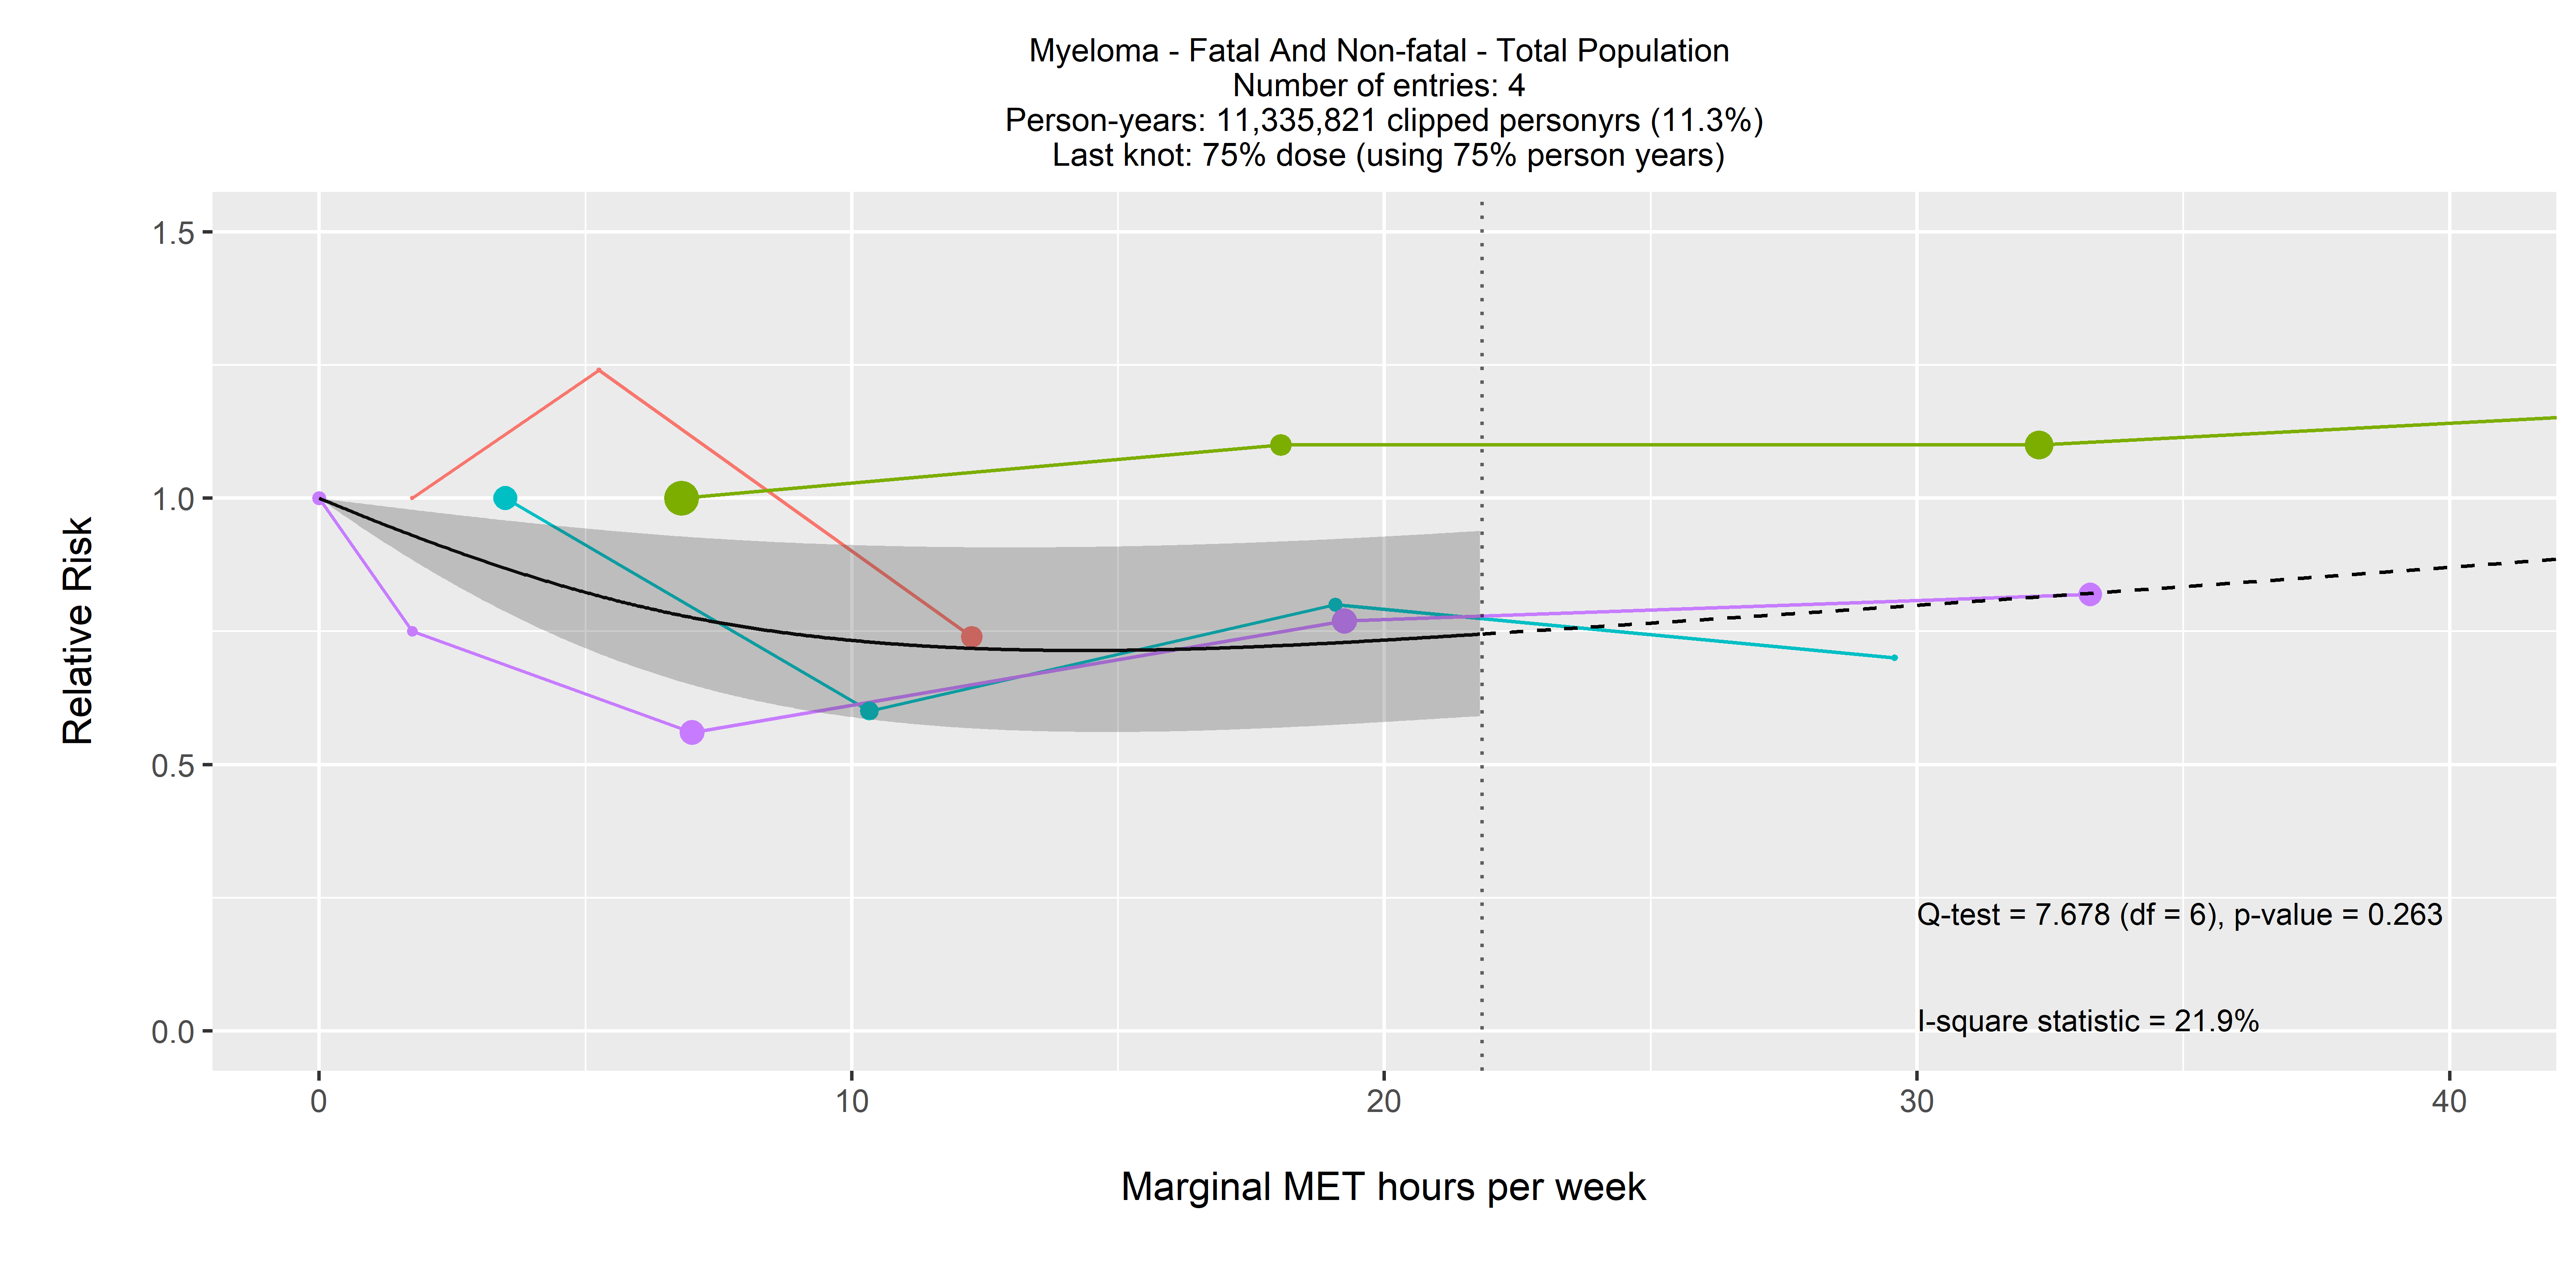 Myeloma - Fatal And Non-fatal - Total Population
Number of entries: 4
Person-years: 11,335,821 clipped personyrs (11.3%)
Last knot: 75% dose (using 75% person years)
1.5
1.0
0.5
0.0
Relative Risk
Q-test = 7.678 (df = 6), p-value = 0.263
I-square statistic = 21.9%
0 10 20 30 40
Marginal MET hours per week